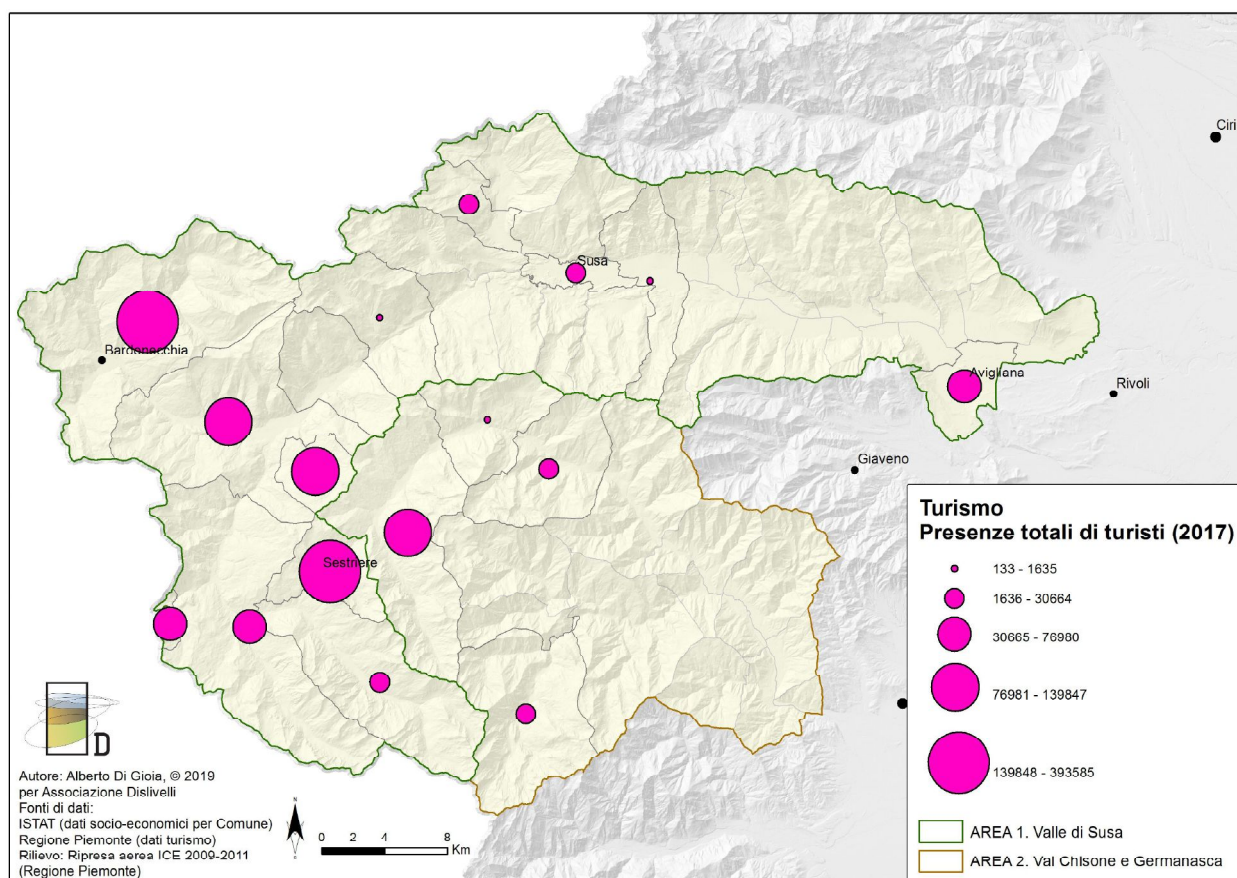 Ciri
Susa
Bardonecchia
Avigliana
Rivoli
Giaveno
Sestriere
Turismo
Presenze totali di turisti (2017)
133 - 1635
1636 - 30664
30665 - 76980
76981 - 139847
139848 - 393585
AREA 1. Valle di Susa
AREA 2. Val Chisone e Germanasca
D
Autore: Alberto Di Gioia, © 2019
per Associazione Dislivelli
Fonti di dati:
ISTAT (dati socio-economici per Comune)
Regione Piemonte (dati turismo)
Rilievo: Ripresa aerea ICE 2009-2011
(Regione Piemonte)
N
0 2 4 8
Km